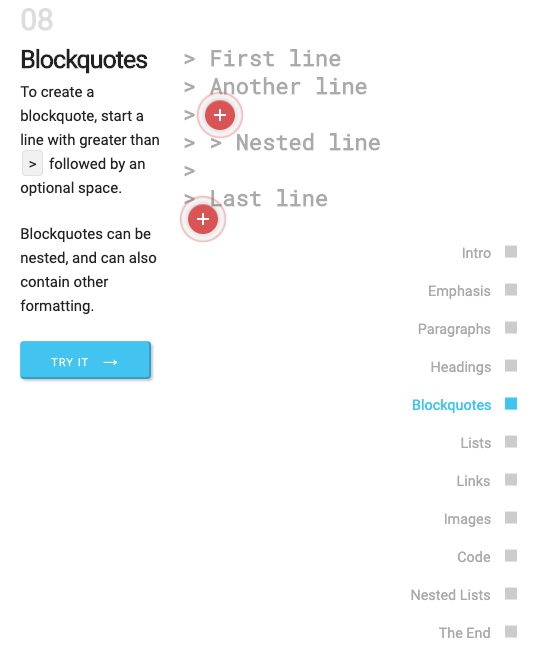 08
Blockquotes
To create a
blockquote, start a
line with greater than
> followed by an
optional space.
Blockquotes can be
nested, and can also
contain other
formatting.
TRY IT →
> First line
> Another line
> +
> > Nested line
>
> Last line
+
Intro
Emphasis
Paragraphs
Headings
Blockquotes
Lists
Links
Images
Code
Nested Lists
The End